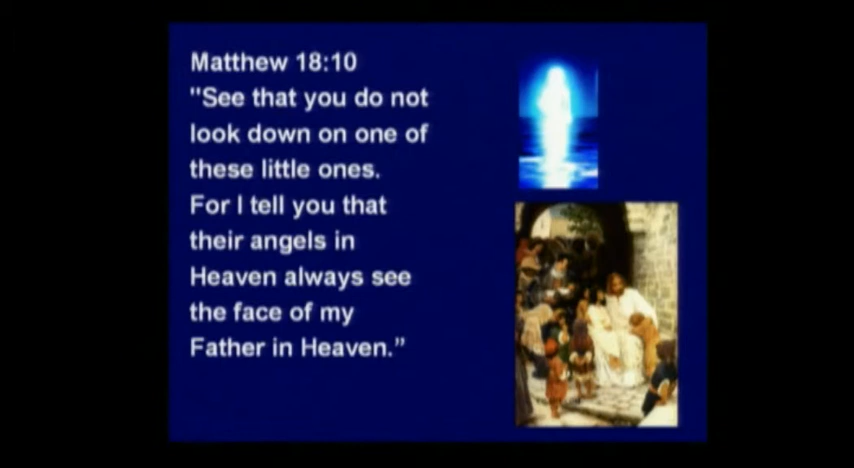 Matthew 18:10
"See that you do not
look down on one of
these little ones.
For I tell you that
their angels in
Heaven always see
the face of my
Father in Heaven.”